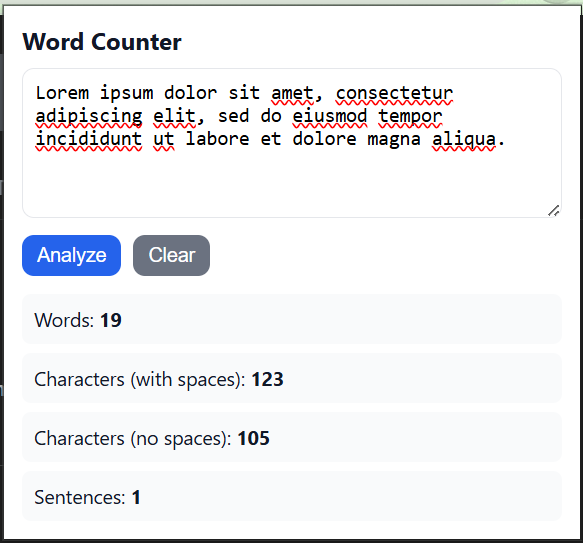 Word Counter
Lorem ipsum dolor sit amet, consectetur
adipiscing elit, sed do eiusmod tempor
incididunt ut labore et dolore magna aliqua.
Analyze Clear
Words: 19
Characters (with spaces): 123
Characters (no spaces): 105
Sentences: 1